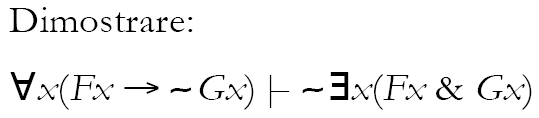 Dimostrare:
∀x(Fx → ~Gx) ⊢ ~∃x(Fx & Gx)